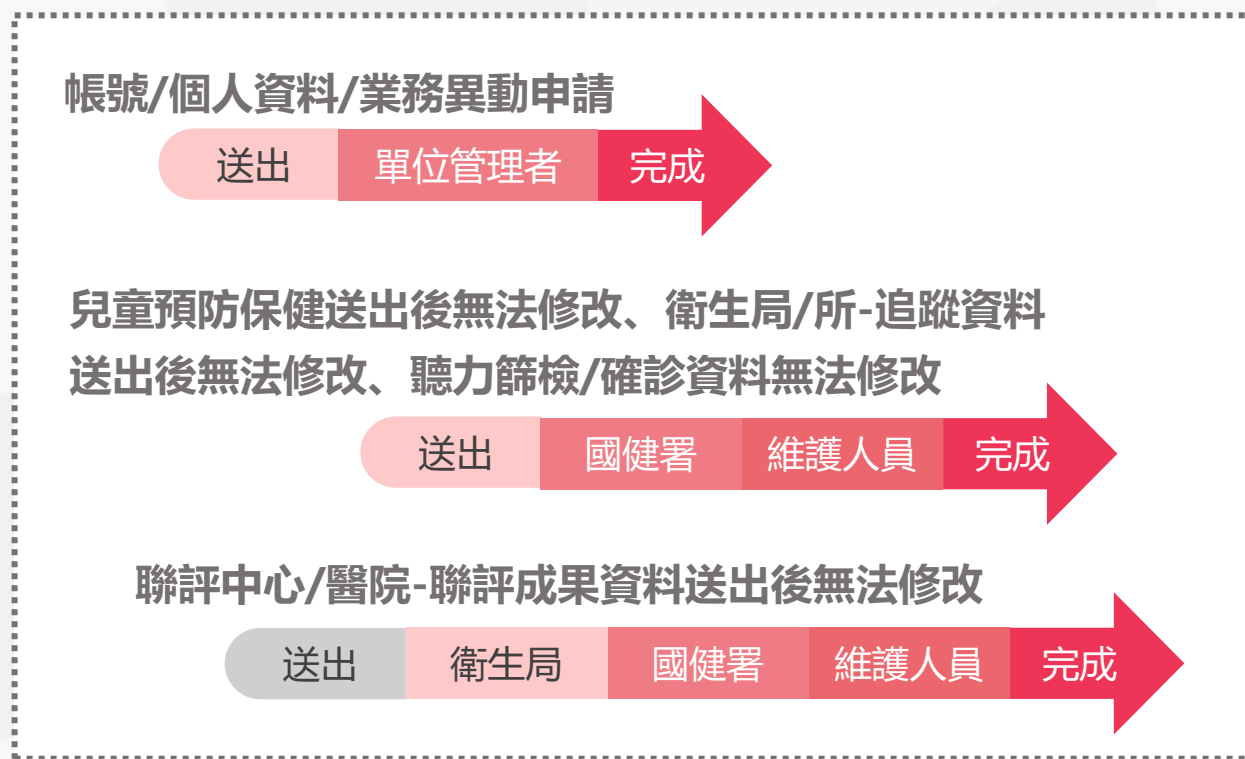 帳號/個人資料/業務異動申請
送出 單位管理者 完成
兒童預防保健送出後無法修改、衛生局/所-追蹤資料
送出後無法修改、聽力篩檢/確診資料無法修改
送出 國健署 維護人員 完成
聯評中心/醫院-聯評成果資料送出後無法修改
送出 衛生局 國健署 維護人員 完成